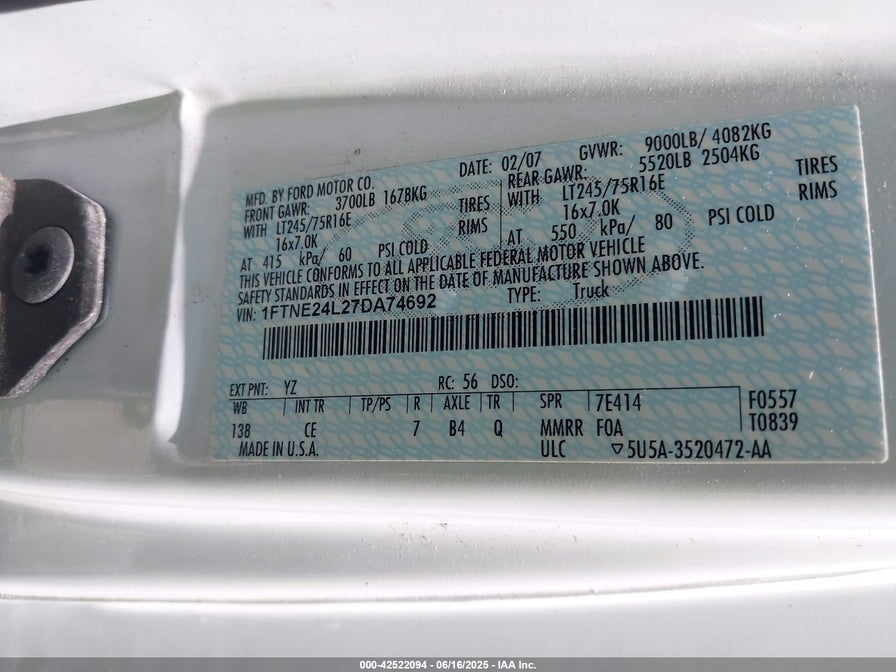 MFD. BY FORD MOTOR CO. DATE: 02/07 GVWR: 9000LB/ 4082KG
FRONT GAWR: 3700LB 1678KG REAR GAWR: 5520LB 2504KG
WITH LT245/75R16E TIRES WITH LT245/75R16E TIRES
16x7.0K RIMS 16x7.0K RIMS
AT 415 kPa/ 60 PSI COLD AT 550 kPa/ 80 PSI COLD
THIS VEHICLE CONFORMS TO ALL APPLICABLE FEDERAL MOTOR VEHICLE
SAFETY STANDARDS IN EFFECT ON THE DATE OF MANUFACTURE SHOWN ABOVE.
VIN: 1FTNE24L27DA74692 TYPE: Truck
EXT PNT: YZ RC: 56 DSO:
WB INT TR TP/PS R AXLE TR SPR 7E414 F0557
138 CE 7 B4 Q MMRR FOA T0839
MADE IN U.S.A. ULC ▽5U5A-3520472-AA
000-42522094 - 06/16/2025 - IAA Inc.